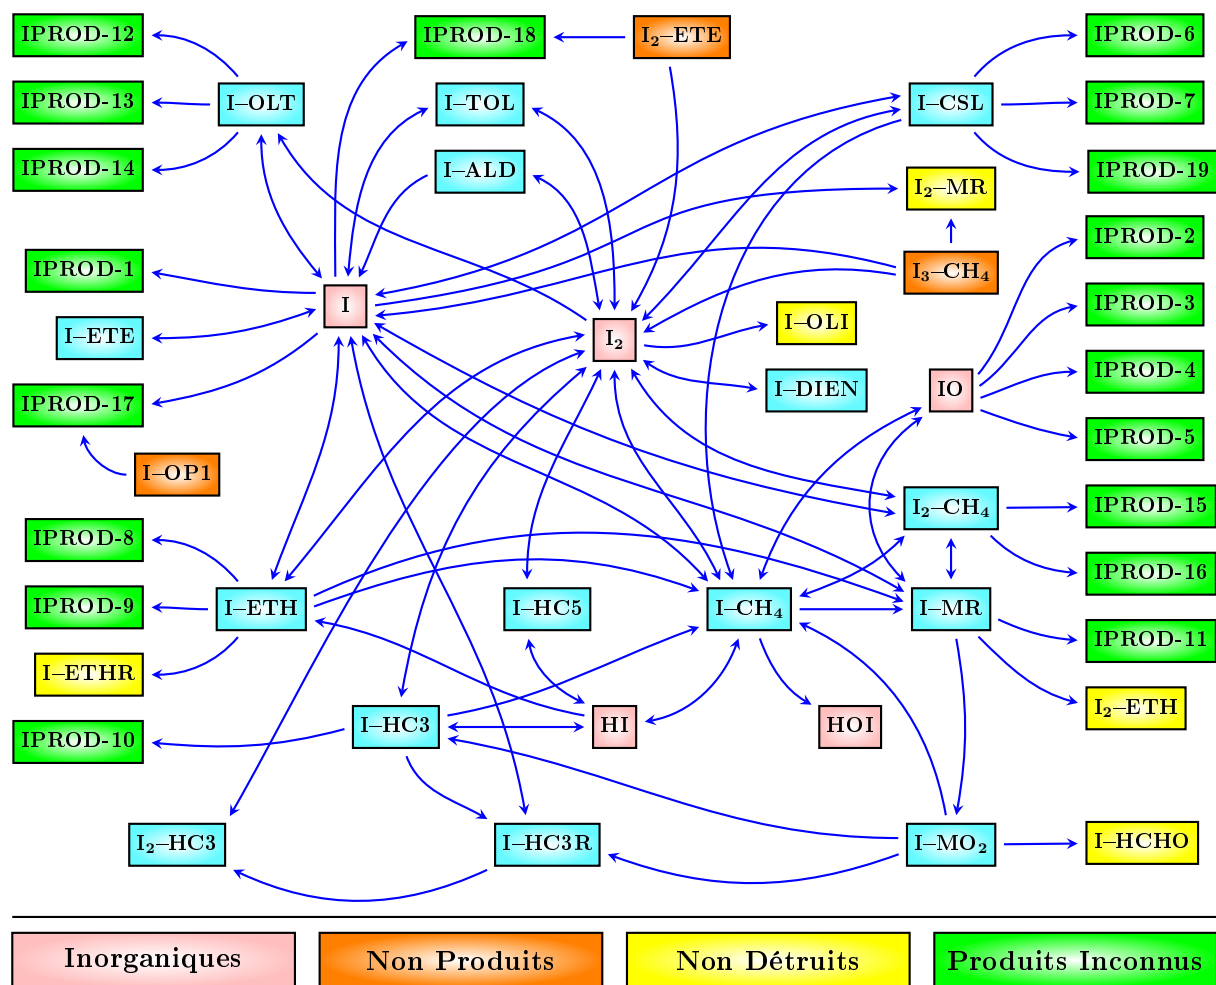 IPROD-12
IPROD-18
I₂–ETE
IPROD-6
IPROD-13
I–OLT
I–TOL
I–CSL
IPROD-7
IPROD-14
I–ALD
I₂–MR
IPROD-19
IPROD-2
IPROD-1
I₃–CH₄
I
IPROD-3
I–ETE
I₂
I–OLI
IPROD-4
IPROD-17
I–DIEN
IO
IPROD-5
I–OP1
I₂–CH₄
IPROD-15
IPROD-8
IPROD-16
IPROD-9
I–ETH
I–HC5
I–CH₄
I–MR
IPROD-11
I–ETHR
I₂–ETH
IPROD-10
I–HC3
HI
HOI
I₂–HC3
I–HC3R
I–MO₂
I–HCHO
Inorganiques
Non Produits
Non Détruits
Produits Inconnus